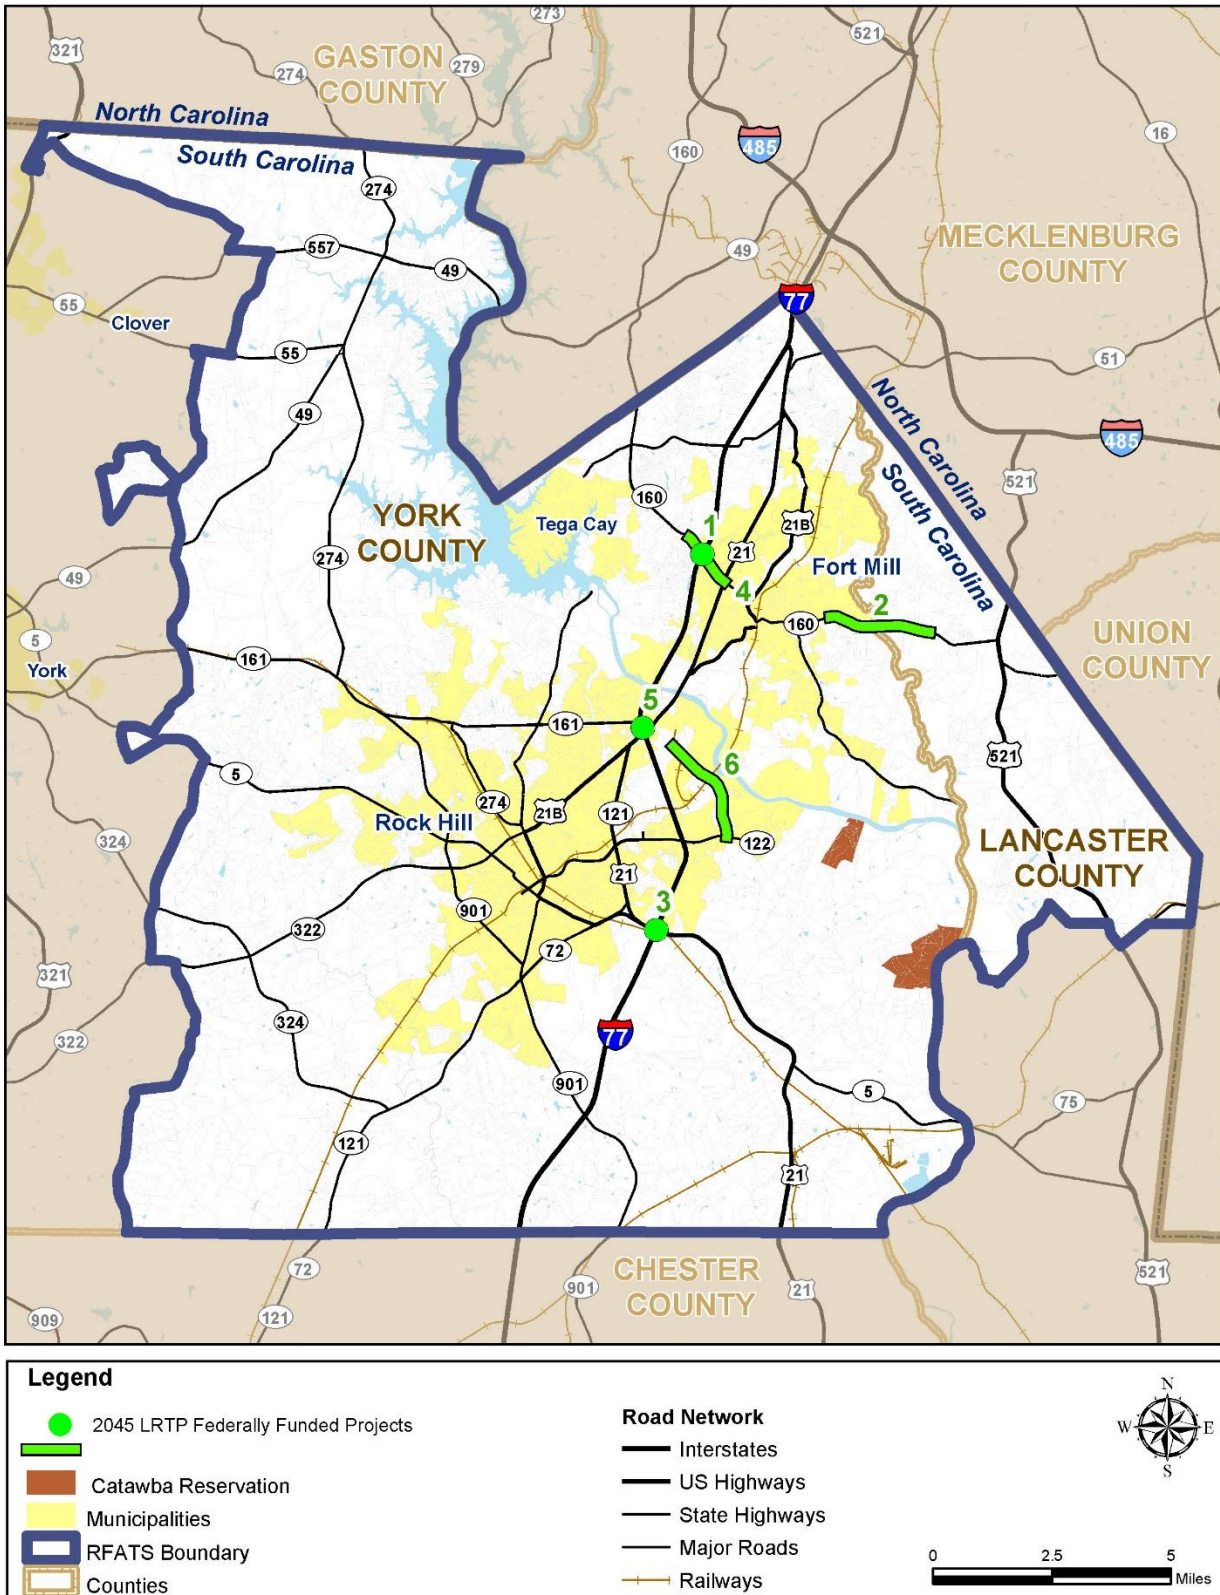 273
321
521
GASTON
COUNTY
279
274
North Carolina
16
485
160
South Carolina
274
MECKLENBURG
COUNTY
49
557
49
77
55
Clover
55
51
49
North Carolina
South Carolina
485
521
160
YORK
COUNTY
Tega Cay
1
21B
21
274
Fort Mill
49
4
2
160
UNION
COUNTY
5
York
161
5
161
521
6
5
274
21B
121
Rock Hill
324
122
LANCASTER
COUNTY
21
901
3
322
72
321
324
77
322
901
5
75
121
21
72
CHESTER
COUNTY
901
21
521
121
909
Legend
2045 LRTP Federally Funded Projects
Catawba Reservation
Municipalities
RFATS Boundary
Counties
Road Network
Interstates
US Highways
State Highways
Major Roads
Railways
N
W E
S
0 2.5 5
Miles